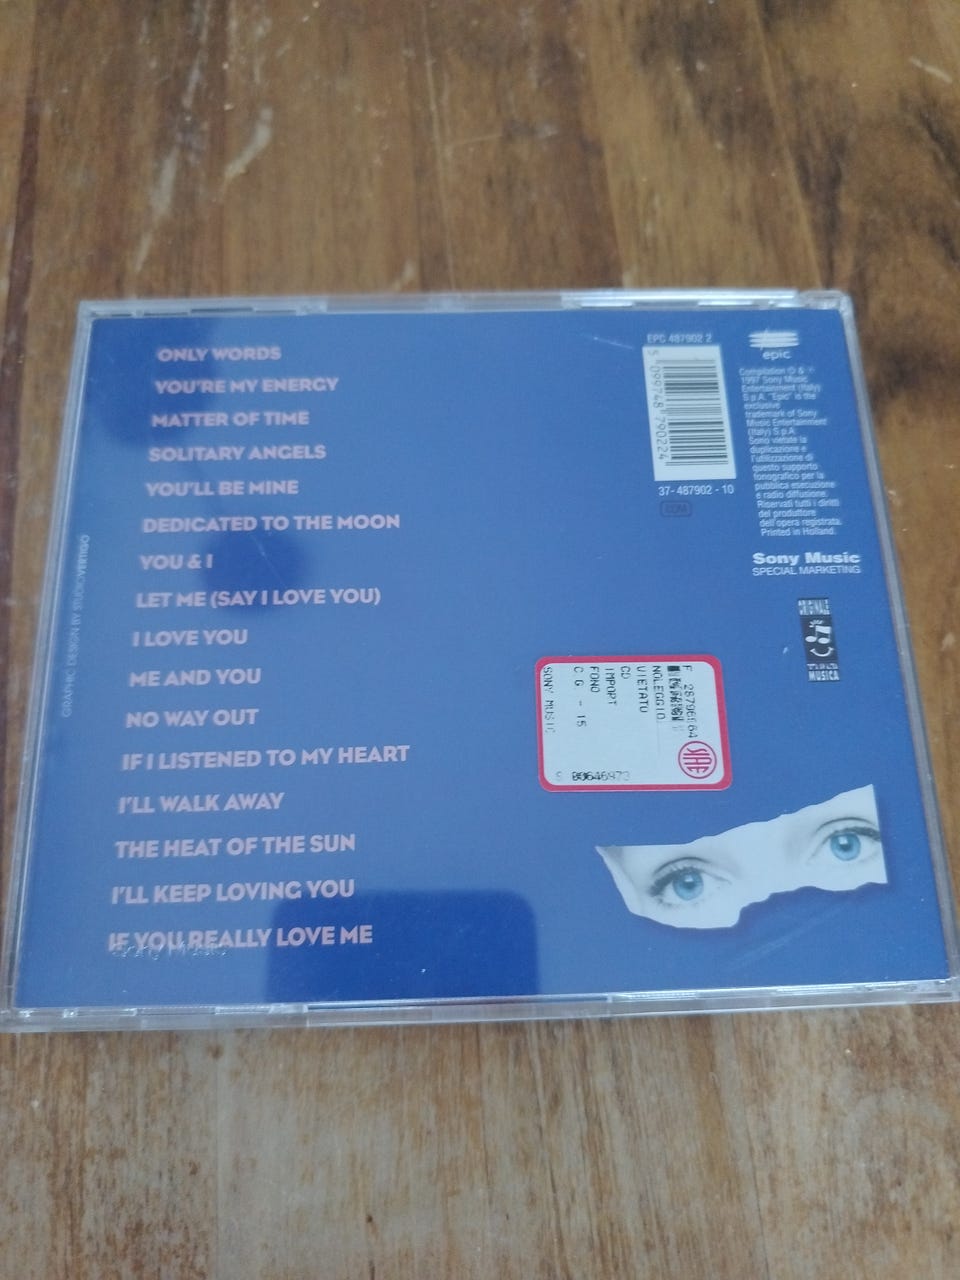 ONLY WORDS
YOU'RE MY ENERGY
MATTER OF TIME
SOLITARY ANGELS
YOU'LL BE MINE
DEDICATED TO THE MOON
YOU & I
LET ME (SAY I LOVE YOU)
I LOVE YOU
ME AND YOU
NO WAY OUT
IF I LISTENED TO MY HEART
I'LL WALK AWAY
THE HEAT OF THE SUN
I'LL KEEP LOVING YOU
IF YOU REALLY LOVE ME
Sony Music
GRAPHIC DESIGN BY STUDIOVERTIGO
EPC 487902 2
5 099748 790224
37-487902-10
epic
Compilation © & ℗
1997 Sony Music
Entertainment (Italy)
S.p.A. "Epic" is the
exclusive
trademark of Sony
Music Entertainment
(Italy) S.p.A.
Sono vietate la
duplicazione e
l'utilizzazione di
questo supporto
fonografico per la
pubblica esecuzione
e radio diffusione.
Riservati tutti i diritti
del produttore
dell'opera registrata.
Printed in Holland.
Sony Music
SPECIAL MARKETING
ORIGINALE
MUSICA
SIAE
NOLEGGIO
VIETATO
CD
IMPORT
FONO
C G - 15
SONY MUSIC